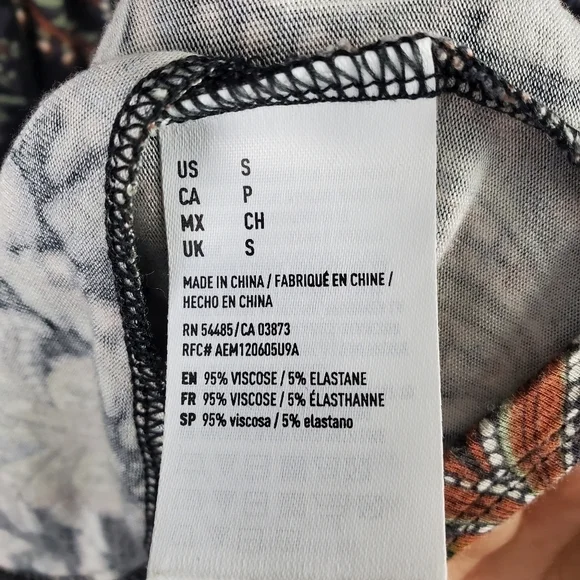 US S
CA P
MX CH
UK S
MADE IN CHINA / FABRIQUÉ EN CHINE /
HECHO EN CHINA
RN 54485/CA 03873
RFC# AEM120605U9A
EN 95% VISCOSE / 5% ELASTANE
FR 95% VISCOSE / 5% ÉLASTHANNE
SP 95% viscosa / 5% elastano